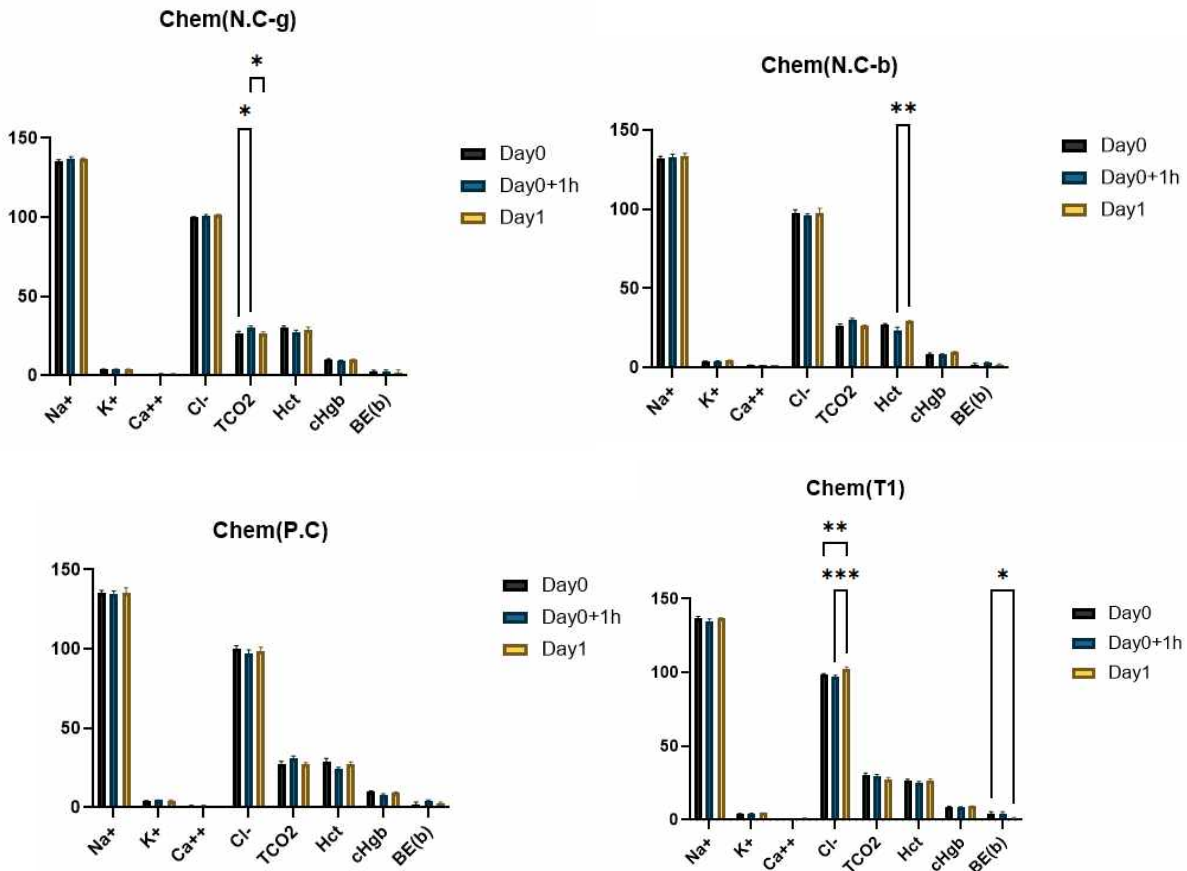 Chem(N.C-g)
*
*
150
100
50
0
Na+ K+ Ca++ Cl- TCO2 Hct cHgb BE(b)
Day0
Day0+1h
Day1
Chem(N.C-b)
**
150
100
50
0
Na+ K+ Ca++ Cl- TCO2 Hct cHgb BE(b)
Day0
Day0+1h
Day1
Chem(P.C)
150
100
50
0
Na+ K+ Ca++ Cl- TCO2 Hct cHgb BE(b)
Day0
Day0+1h
Day1
Chem(T1)
**
***
*
150
100
50
0
Na+ K+ Ca++ Cl- TCO2 Hct cHgb BE(b)
Day0
Day0+1h
Day1